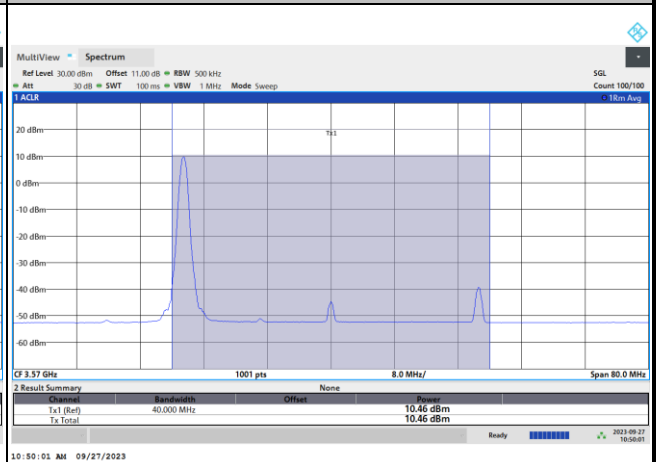 MultiView Spectrum
Ref Level 30.00 dBm Offset 11.00 dB RBW 500 kHz SGL
Att 30 dB SWT 100 ms VBW 1 MHz Mode Sweep Count 100/100
1 ACLR 1Rm Avg
Tx1
20 dBm
10 dBm
0 dBm
-10 dBm
-20 dBm
-30 dBm
-40 dBm
-50 dBm
-60 dBm
CF 3.57 GHz 1001 pts 8.0 MHz/ Span 80.0 MHz
2 Result Summary None
Channel Bandwidth Offset Power
Tx1 (Ref) 40.000 MHz 10.46 dBm
Tx Total 10.46 dBm
Ready 2023-09-27
10:50:01
10:50:01 AM 09/27/2023